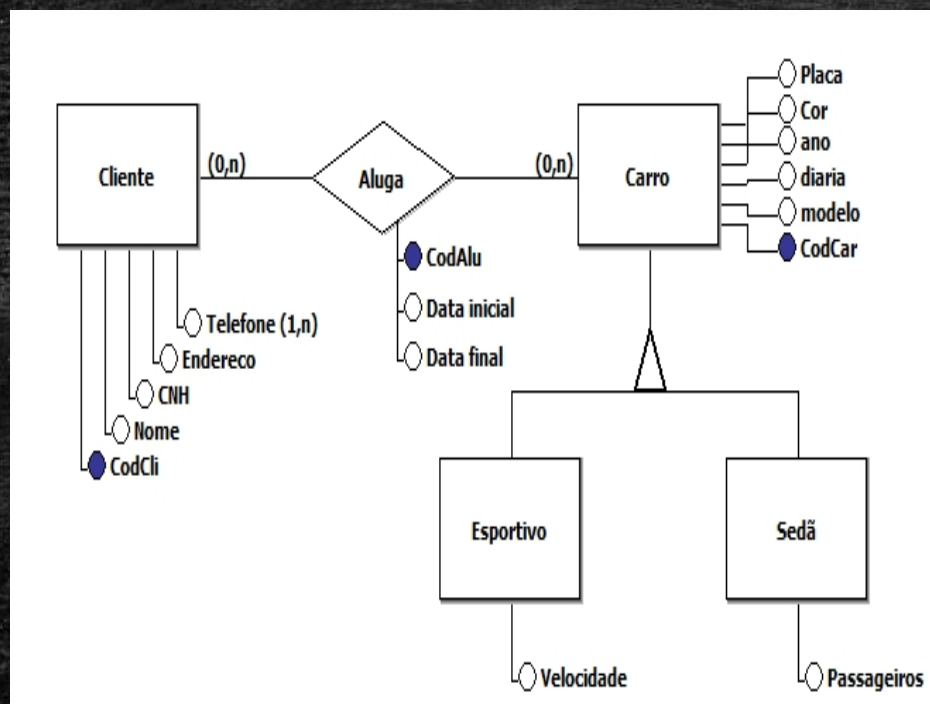 Cliente
(0,n)
Aluga
(0,n)
Carro
Placa
Cor
ano
diaria
modelo
CodCar
CodAlu
Data inicial
Data final
Telefone (1,n)
Endereco
CNH
Nome
CodCli
Esportivo
Sedã
Velocidade
Passageiros